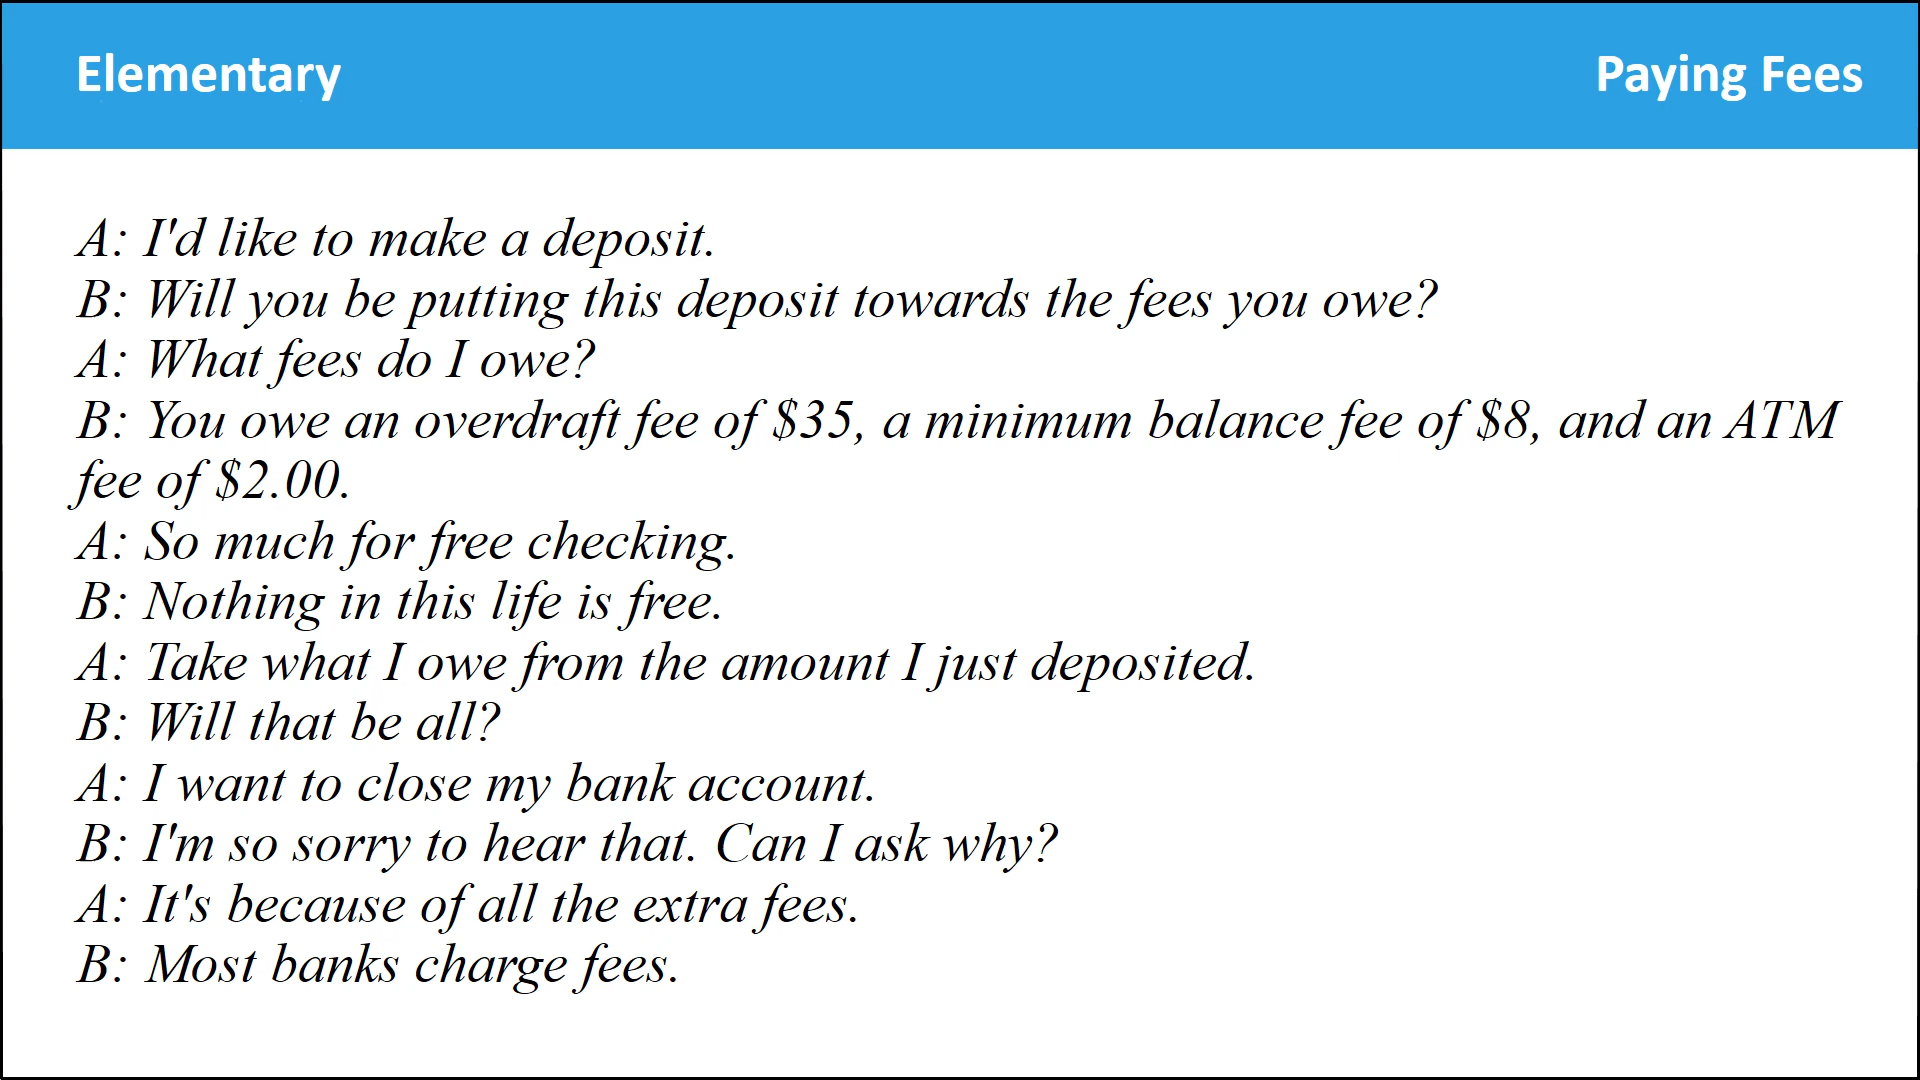 Elementary
Paying Fees
A: I'd like to make a deposit.
B: Will you be putting this deposit towards the fees you owe?
A: What fees do I owe?
B: You owe an overdraft fee of $35, a minimum balance fee of $8, and an ATM
fee of $2.00.
A: So much for free checking.
B: Nothing in this life is free.
A: Take what I owe from the amount I just deposited.
B: Will that be all?
A: I want to close my bank account.
B: I'm so sorry to hear that. Can I ask why?
A: It's because of all the extra fees.
B: Most banks charge fees.